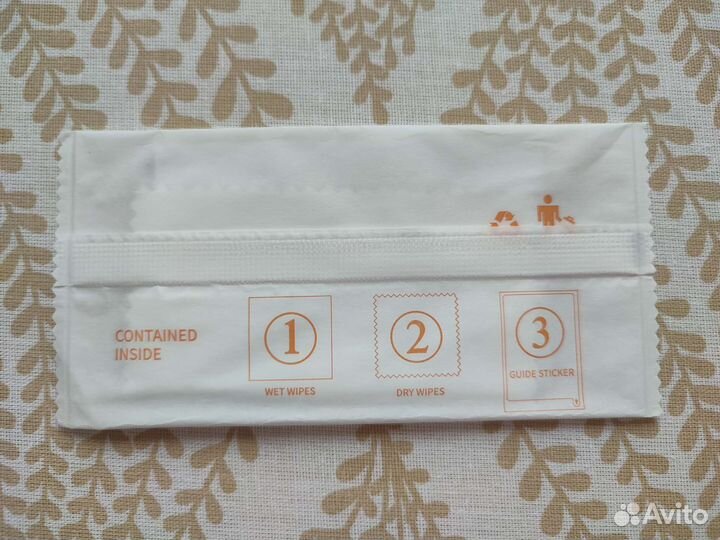 CONTAINED
INSIDE
1
WET WIPES
2
DRY WIPES
3
GUIDE STICKER
Avito